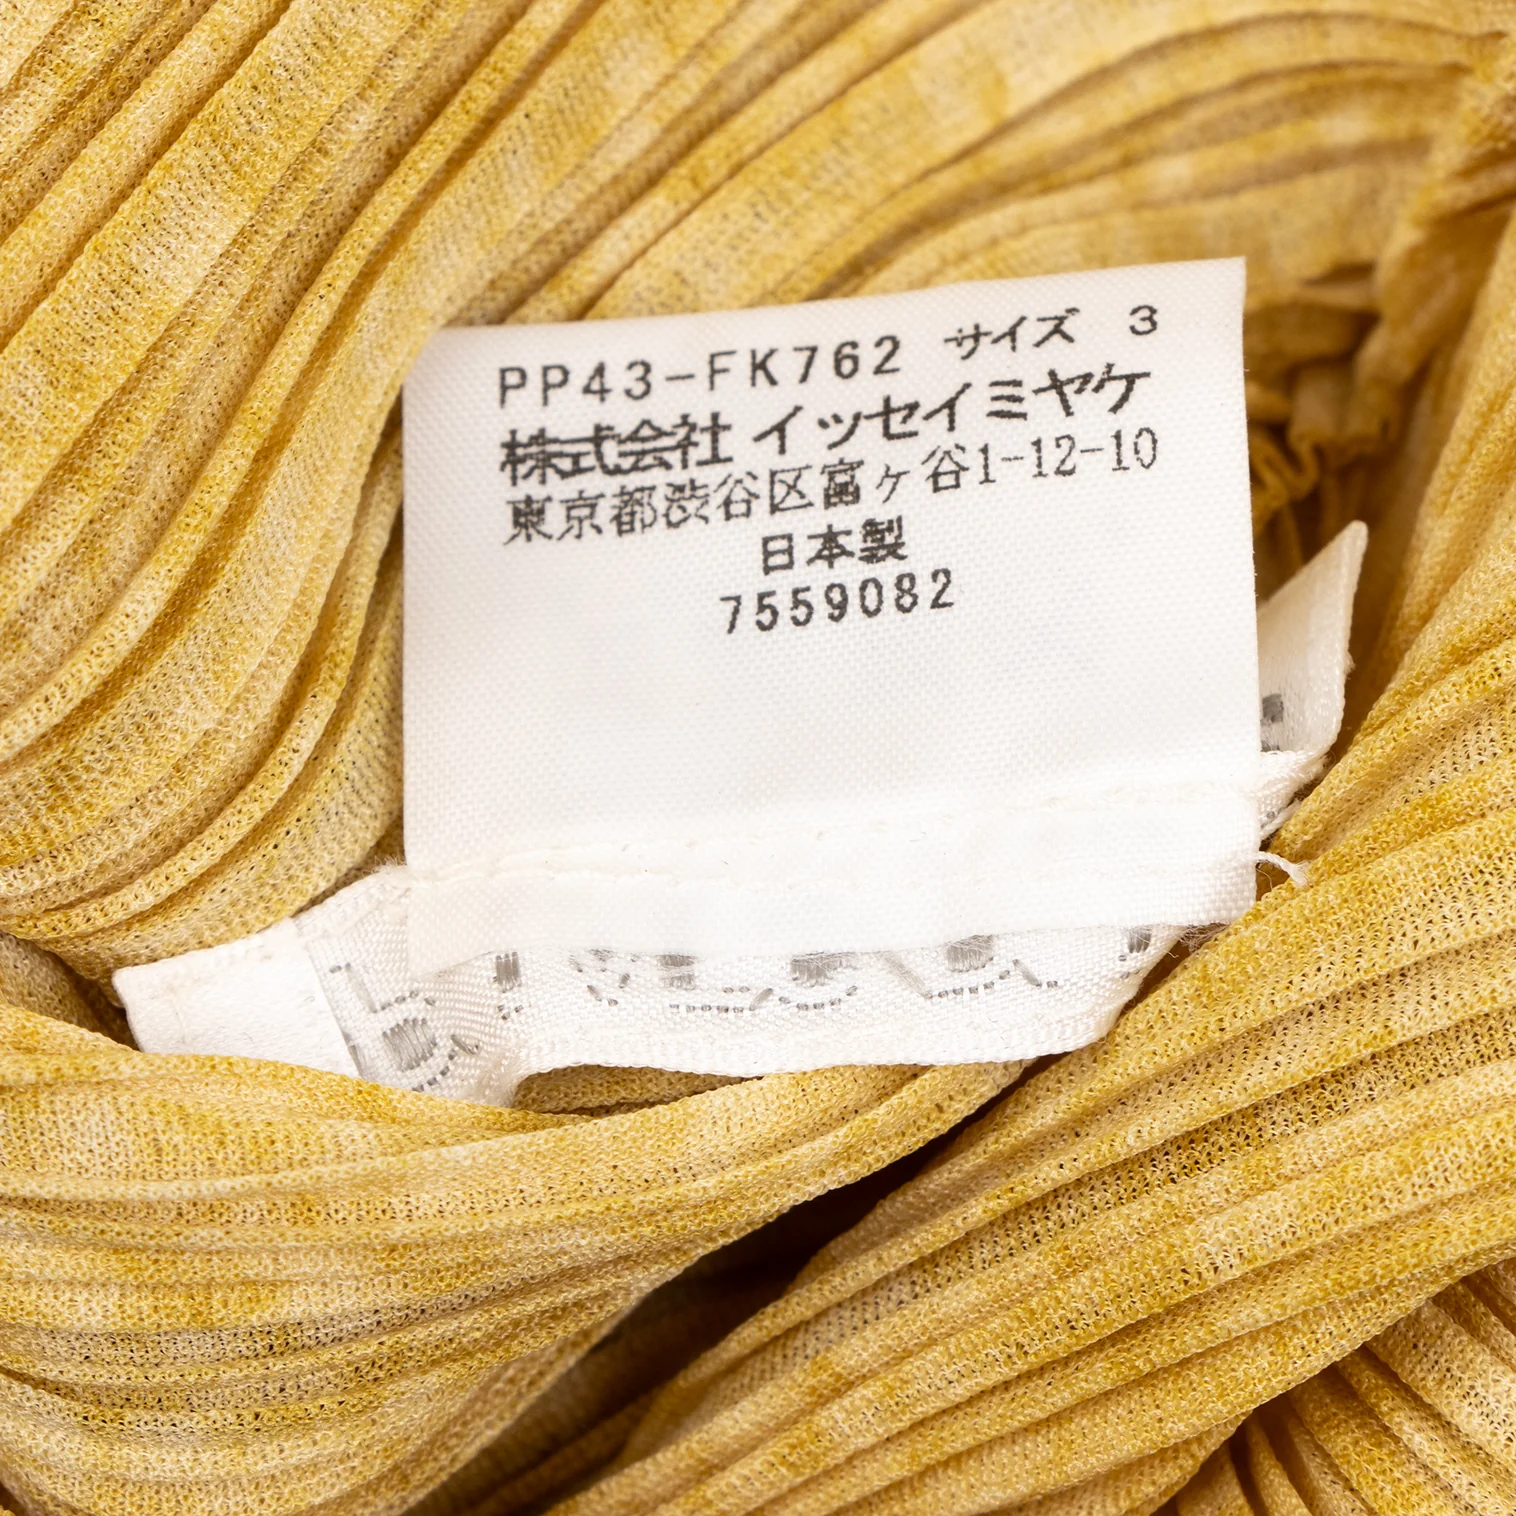 PP43-FK762 サイズ 3
株式会社 イッセイミヤケ
東京都渋谷区富ヶ谷1-12-10
日本製
7559082